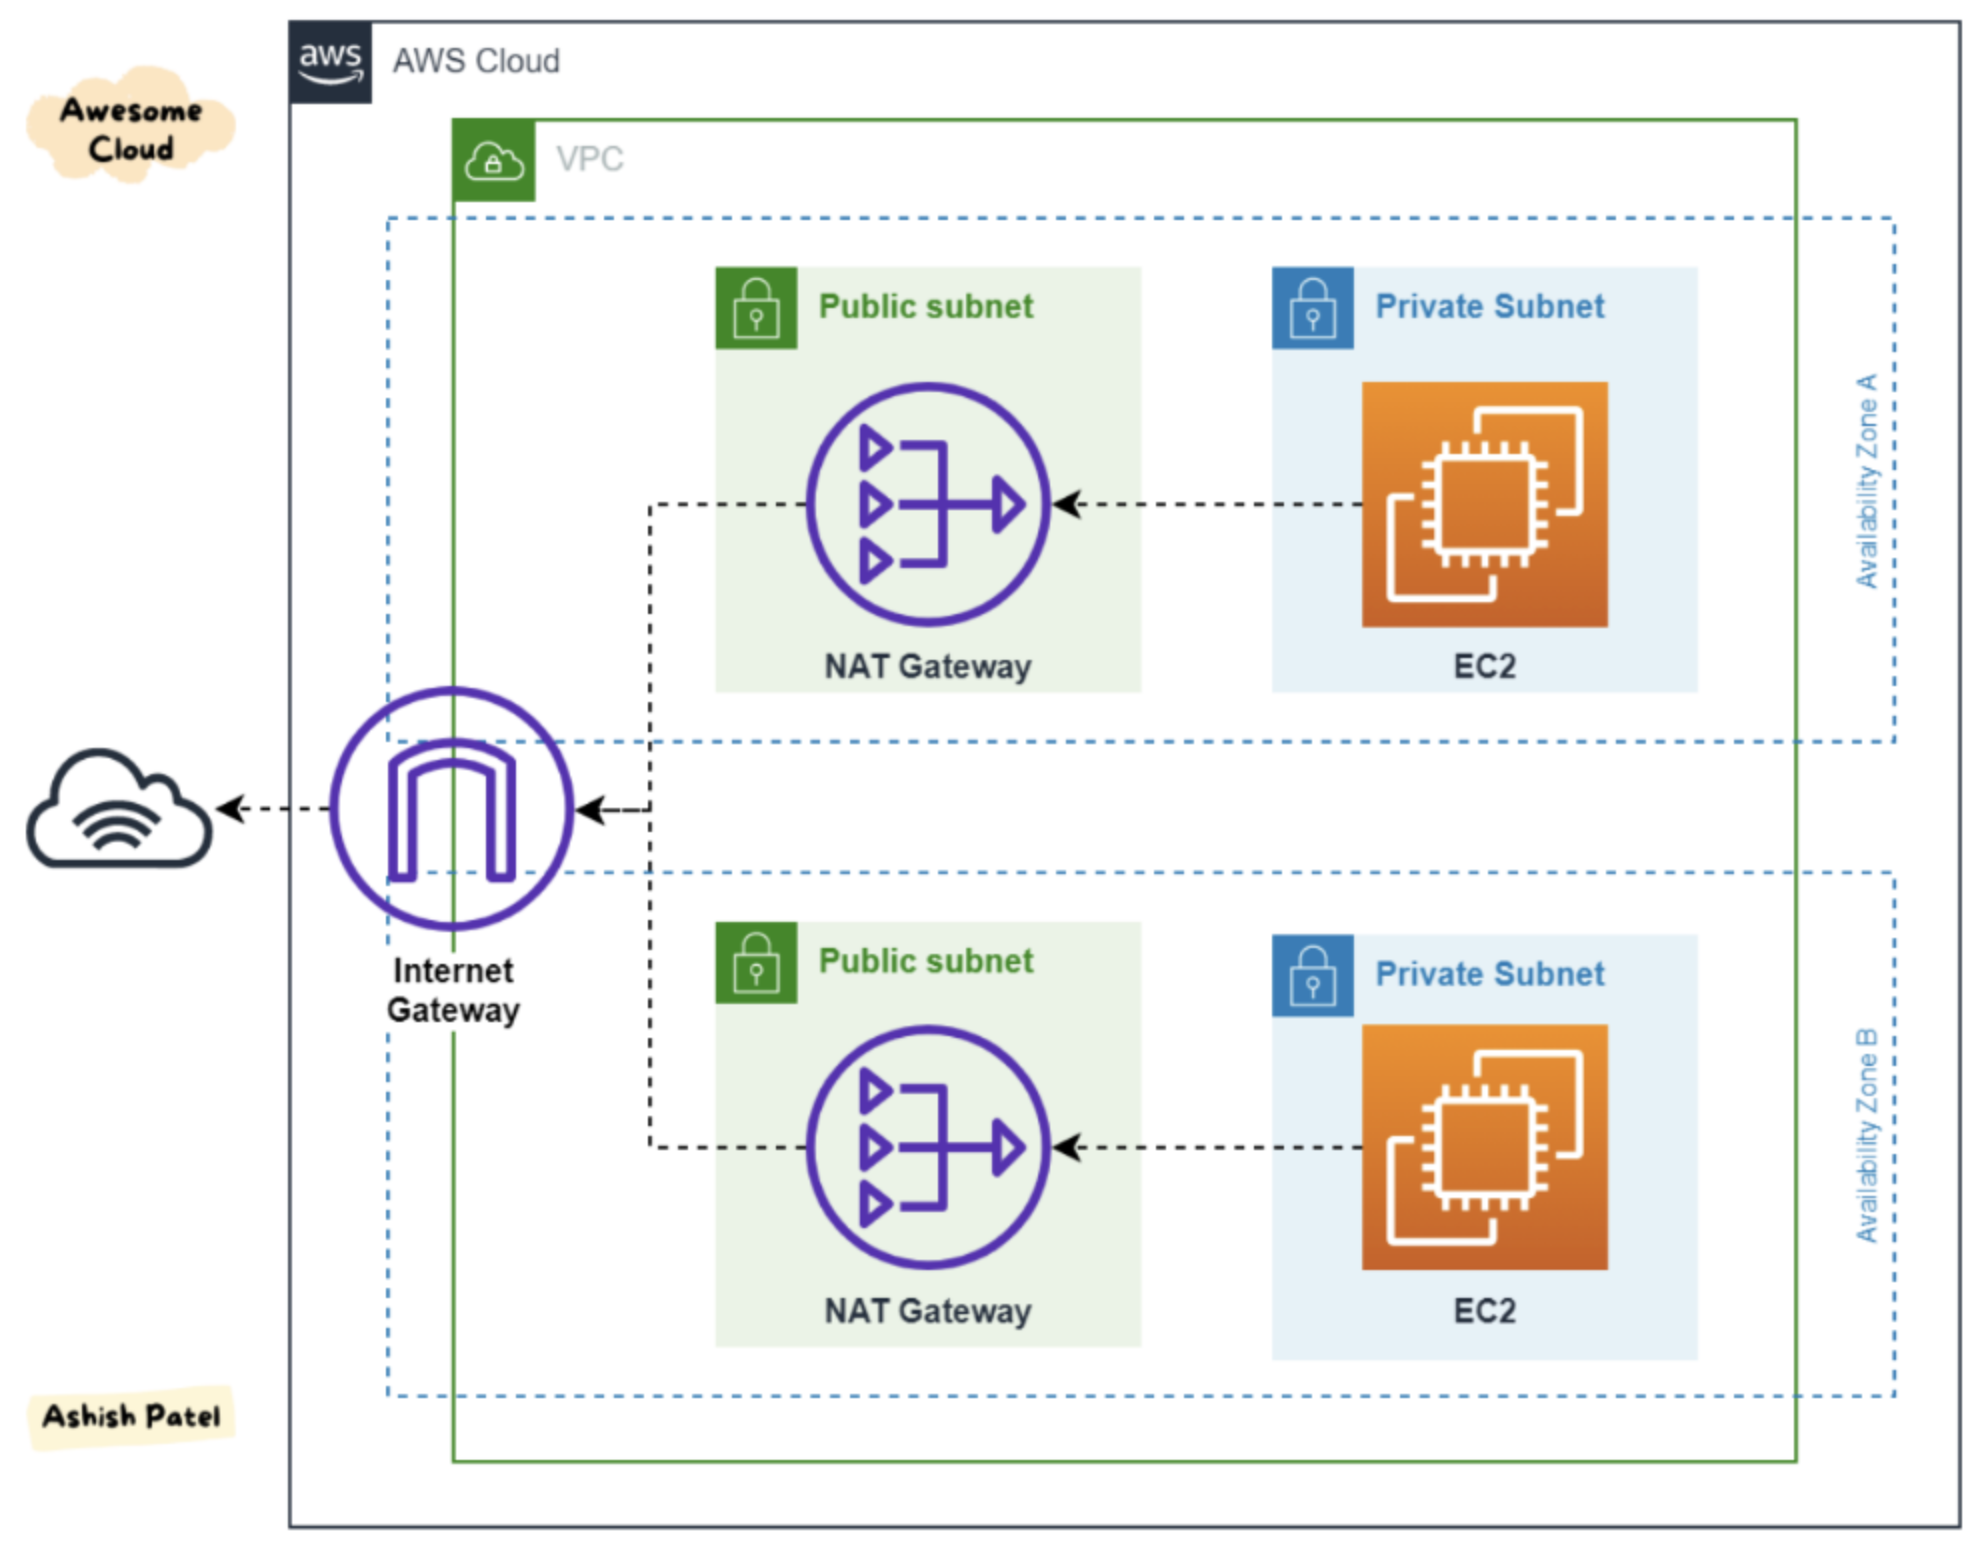 aws
AWS Cloud
Awesome
Cloud
VPC
Public subnet
Private Subnet
NAT Gateway
EC2
Availability Zone A
Internet
Gateway
Public subnet
Private Subnet
NAT Gateway
EC2
Availability Zone B
Ashish Patel